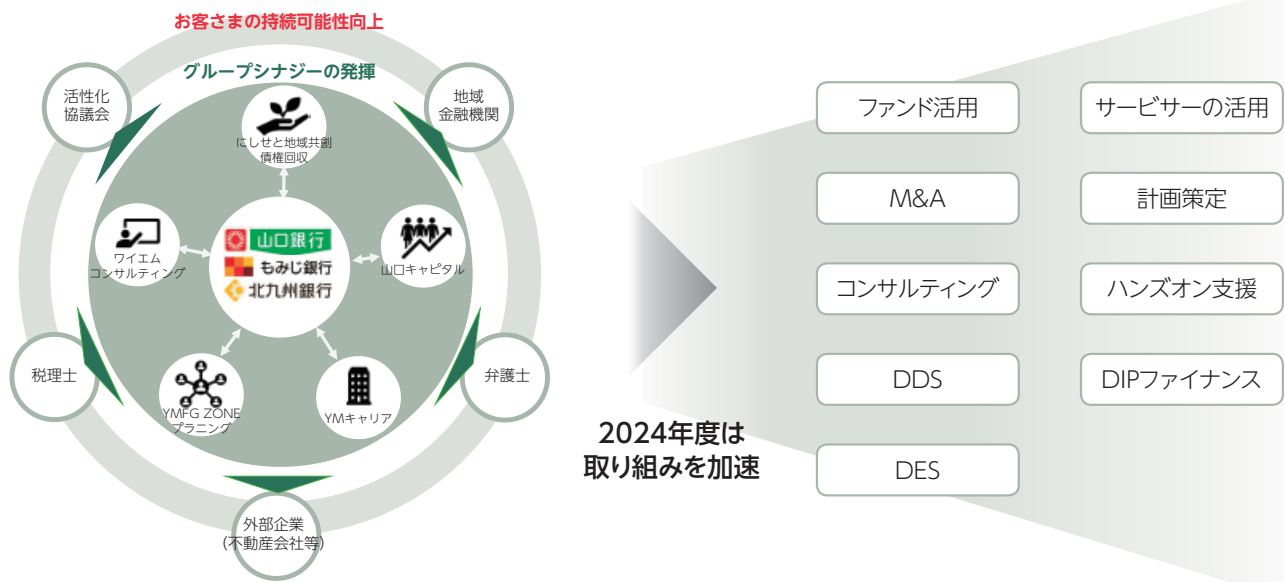 お客さまの持続可能性向上
グループシナジーの発揮
活性化
協議会
地域
金融機関
にしせと地域共創
債権回収
ワイエム
コンサルティング
山口銀行
もみじ銀行
北九州銀行
山口キャピタル
税理士
弁護士
YMFG ZONE
プラニング
YMキャリア
外部企業
(不動産会社等)
2024年度は
取り組みを加速
ファンド活用
サービサーの活用
M&A
計画策定
コンサルティング
ハンズオン支援
DDS
DIPファイナンス
DES